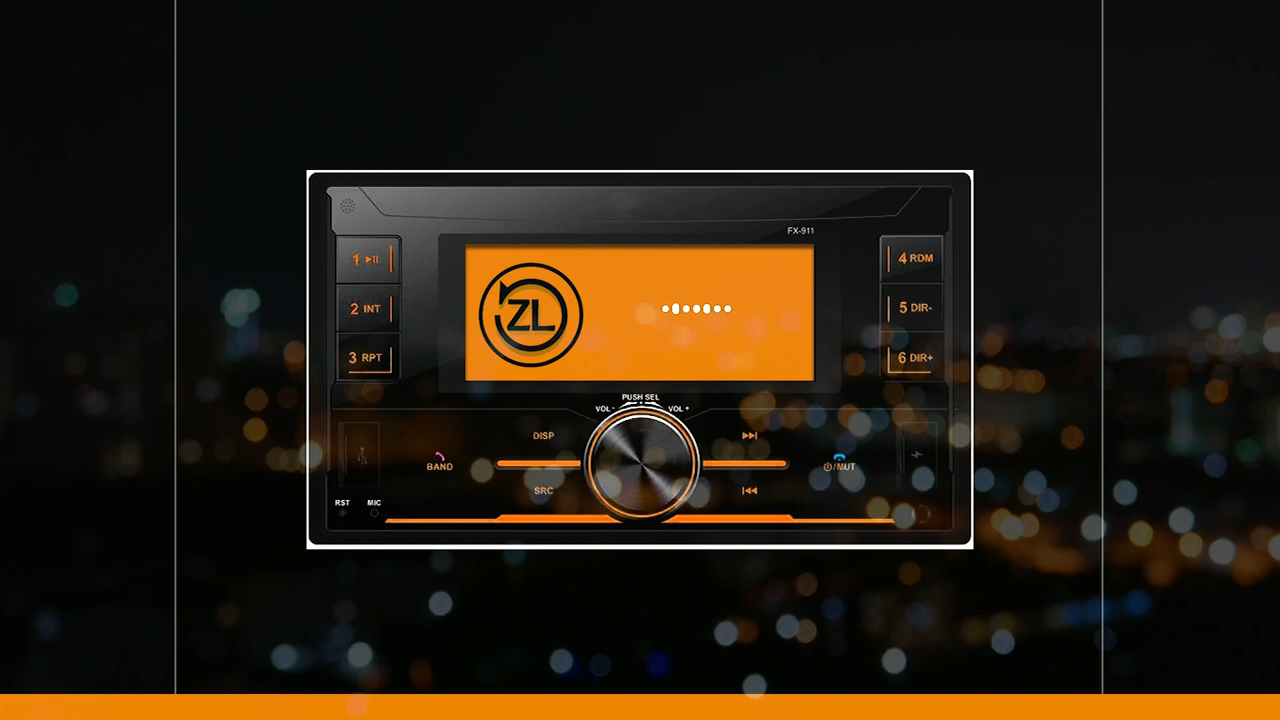 FX-911
1
2 INT
3 RPT
4 RDM
5 DIR-
6 DIR+
ZL
PUSH SEL
VOL - VOL +
DISP
BAND
SRC
/MUT
RST MIC